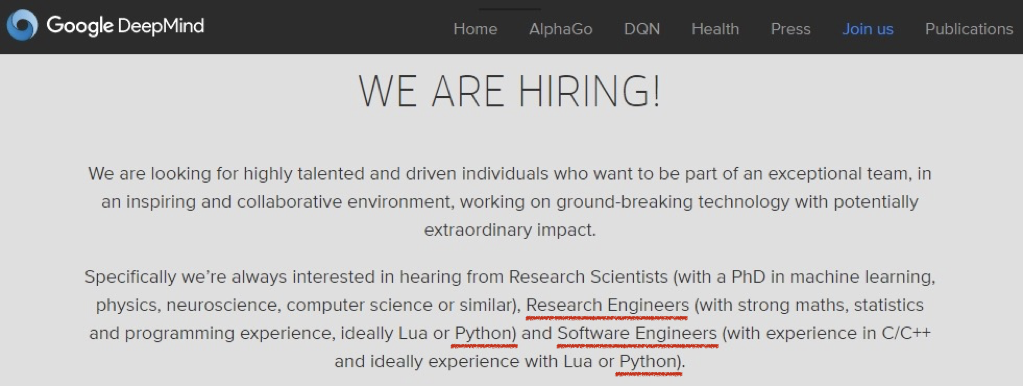 Google DeepMind
Home AlphaGo DQN Health Press Join us Publications
WE ARE HIRING!
We are looking for highly talented and driven individuals who want to be part of an exceptional team, in
an inspiring and collaborative environment, working on ground-breaking technology with potentially
extraordinary impact.
Specifically we're always interested in hearing from Research Scientists (with a PhD in machine learning,
physics, neuroscience, computer science or similar), Research Engineers (with strong maths, statistics
and programming experience, ideally Lua or Python) and Software Engineers (with experience in C/C++
and ideally experience with Lua or Python).